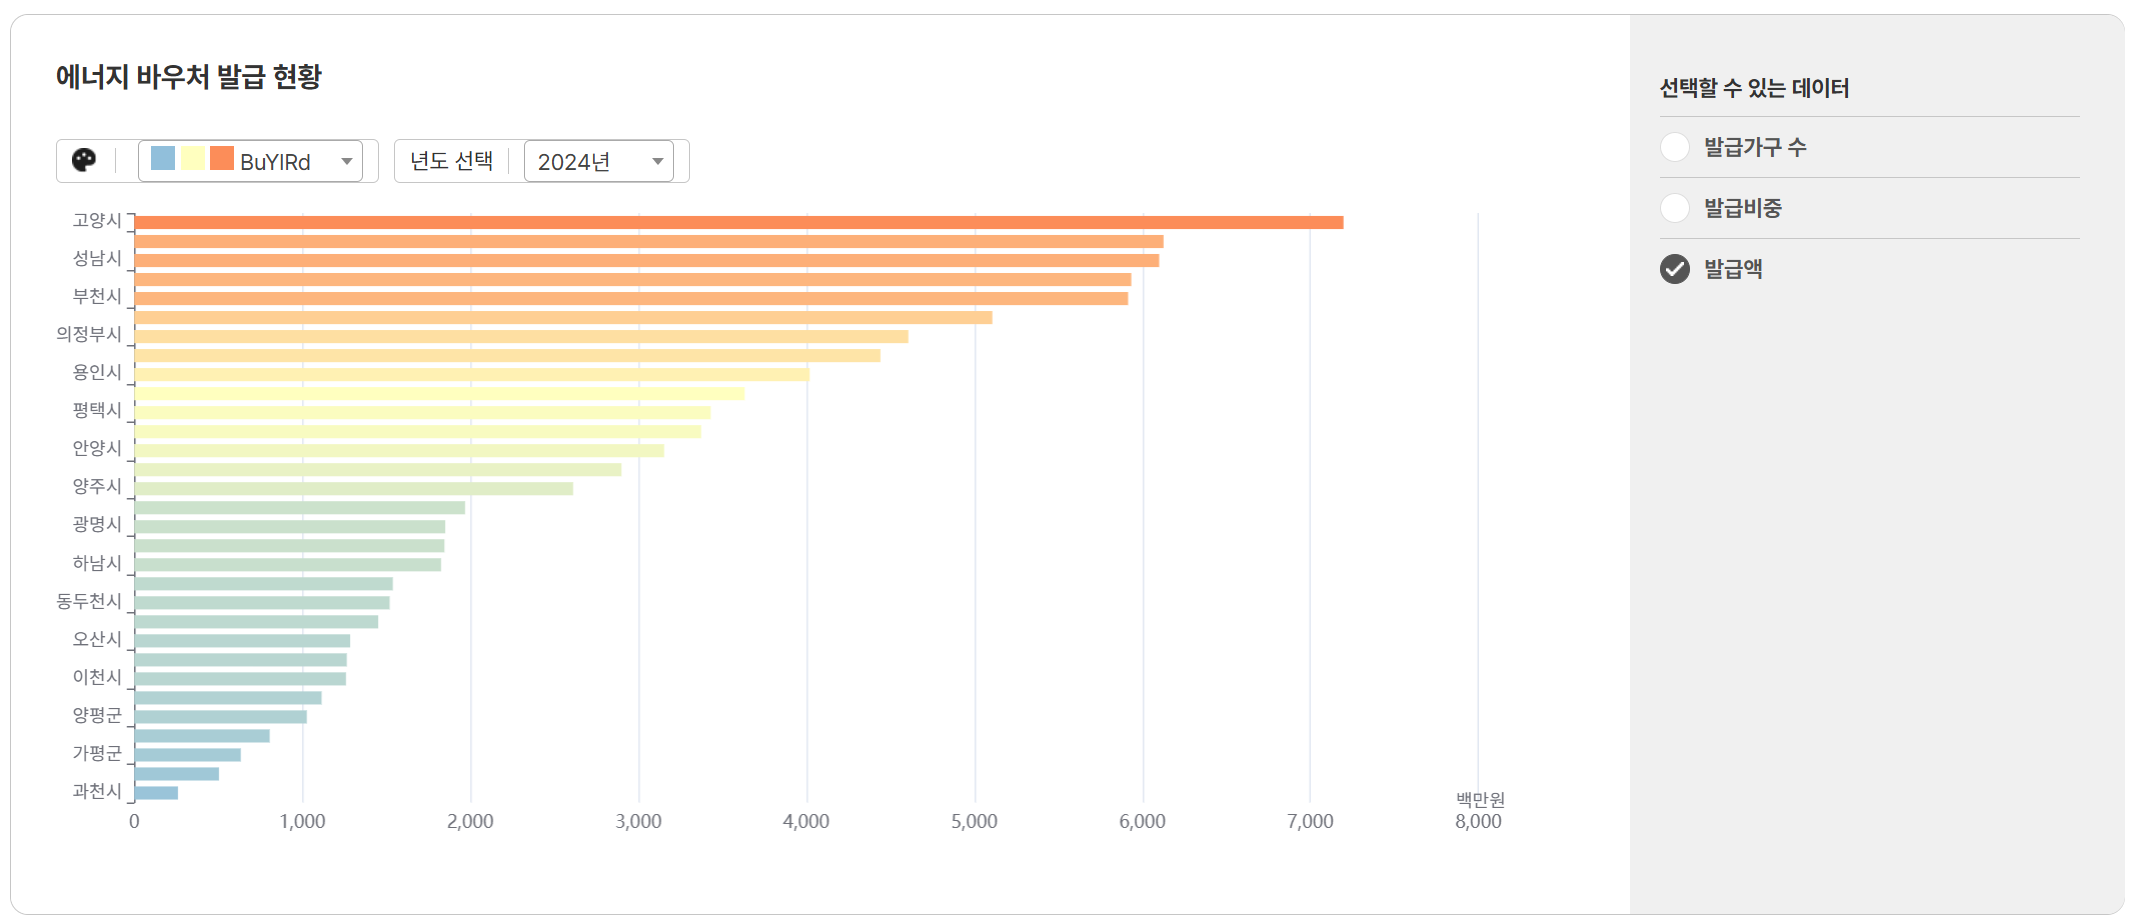 에너지 바우처 발급 현황
BuYlRd
년도 선택
2024년
고양시
성남시
부천시
의정부시
용인시
평택시
안양시
양주시
광명시
하남시
동두천시
오산시
이천시
양평군
가평군
과천시
백만원
0 1,000 2,000 3,000 4,000 5,000 6,000 7,000 8,000
선택할 수 있는 데이터
발급가구 수
발급비중
발급액